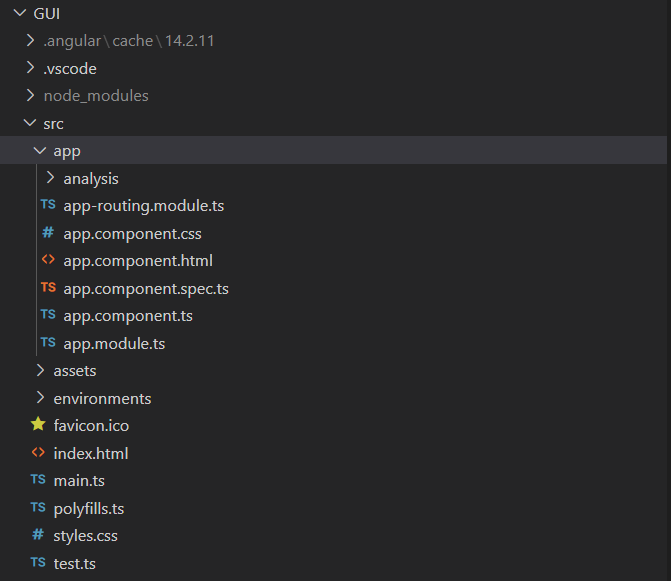 GUI
.angular\cache\14.2.11
.vscode
node_modules
src
app
analysis
TS app-routing.module.ts
# app.component.css
<> app.component.html
TS app.component.spec.ts
TS app.component.ts
TS app.module.ts
assets
environments
favicon.ico
<> index.html
TS main.ts
TS polyfills.ts
# styles.css
TS test.ts